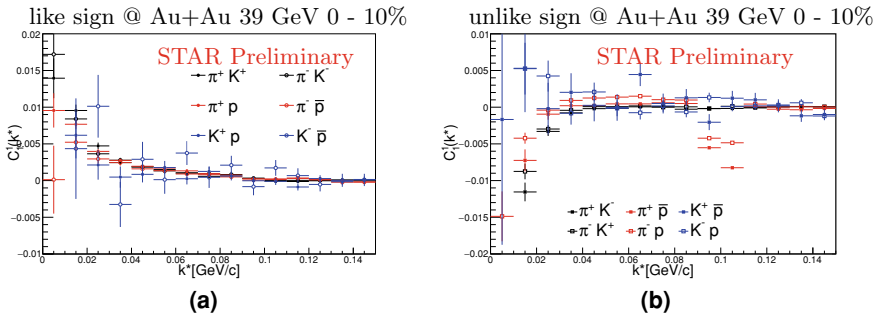 like sign @ Au+Au 39 GeV 0 - 10%
STAR Preliminary
π⁺ K⁺
π⁻ K⁻
π⁺ p
π⁻ p̅
K⁺ p
K⁻ p̅
0.02
0.015
0.01
0.005
0
−0.005
−0.01
C₁¹(k*)
0 0.02 0.04 0.06 0.08 0.1 0.12 0.14
k*[GeV/c]
(a)
unlike sign @ Au+Au 39 GeV 0 - 10%
STAR Preliminary
0.01
0.005
0
−0.005
−0.01
−0.015
−0.02
C₁¹(k*)
π⁺ K⁻
π⁺ p̅
K⁺ p̅
π⁻ K⁺
π⁻ p
K⁻ p
0 0.02 0.04 0.06 0.08 0.1 0.12 0.14
k*[GeV/c]
(b)